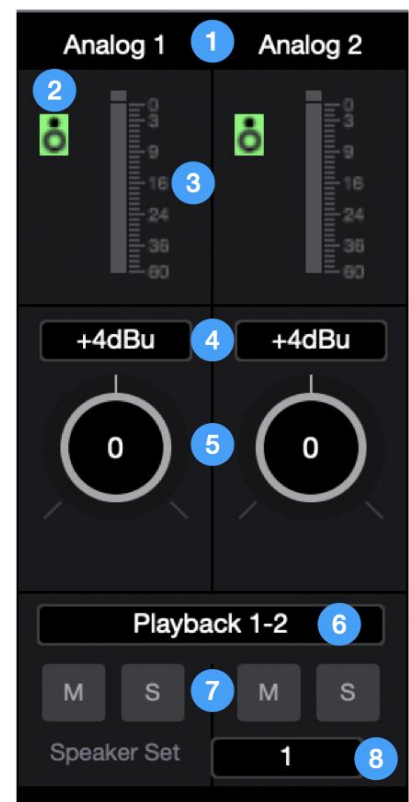 Analog 1 1 Analog 2
2
0 0
3 3
9 9
16 3 16
24 24
36 36
60 60
+4dBu 4 +4dBu
0 5 0
Playback 1-2 6
M S 7 M S
Speaker Set 1 8